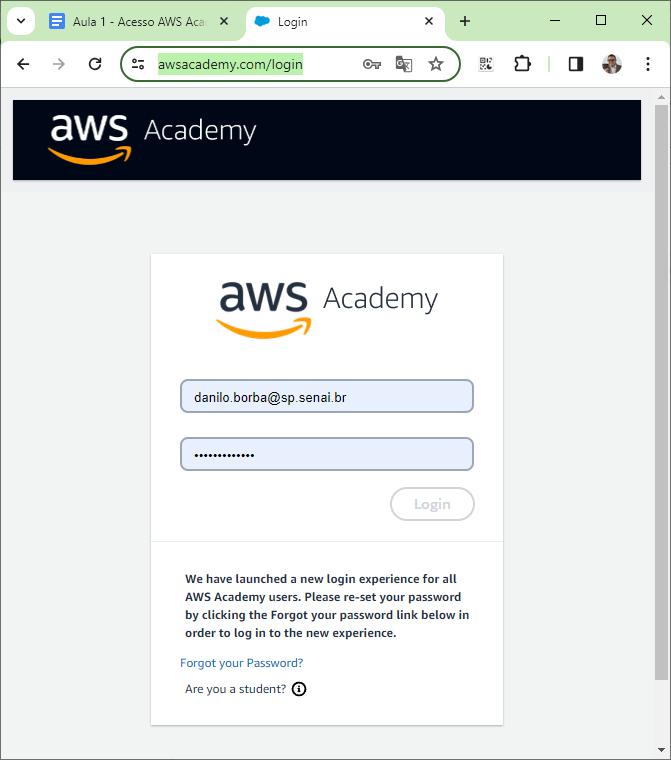 Aula 1 - Acesso AWS Aca
Login
awsacademy.com/login
aws Academy
aws Academy
danilo.borba@sp.senai.br
•••••••••••••
Login
We have launched a new login experience for all
AWS Academy users. Please re-set your password
by clicking the Forgot your password link below in
order to log in to the new experience.
Forgot your Password?
Are you a student?